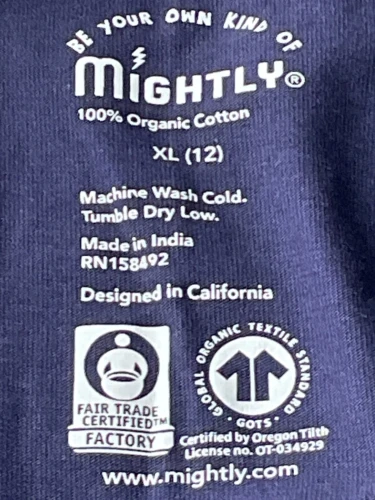 BE YOUR OWN KIND OF
MIGHTLY®
100% Organic Cotton
XL (12)
Machine Wash Cold.
Tumble Dry Low.
Made in India
RN158492
Designed in California
FAIR TRADE
CERTIFIED™
FACTORY
GLOBAL ORGANIC TEXTILE STANDARD
· GOTS ·
Certified by Oregon Tilth
License no. OT-034929
www.mightly.com